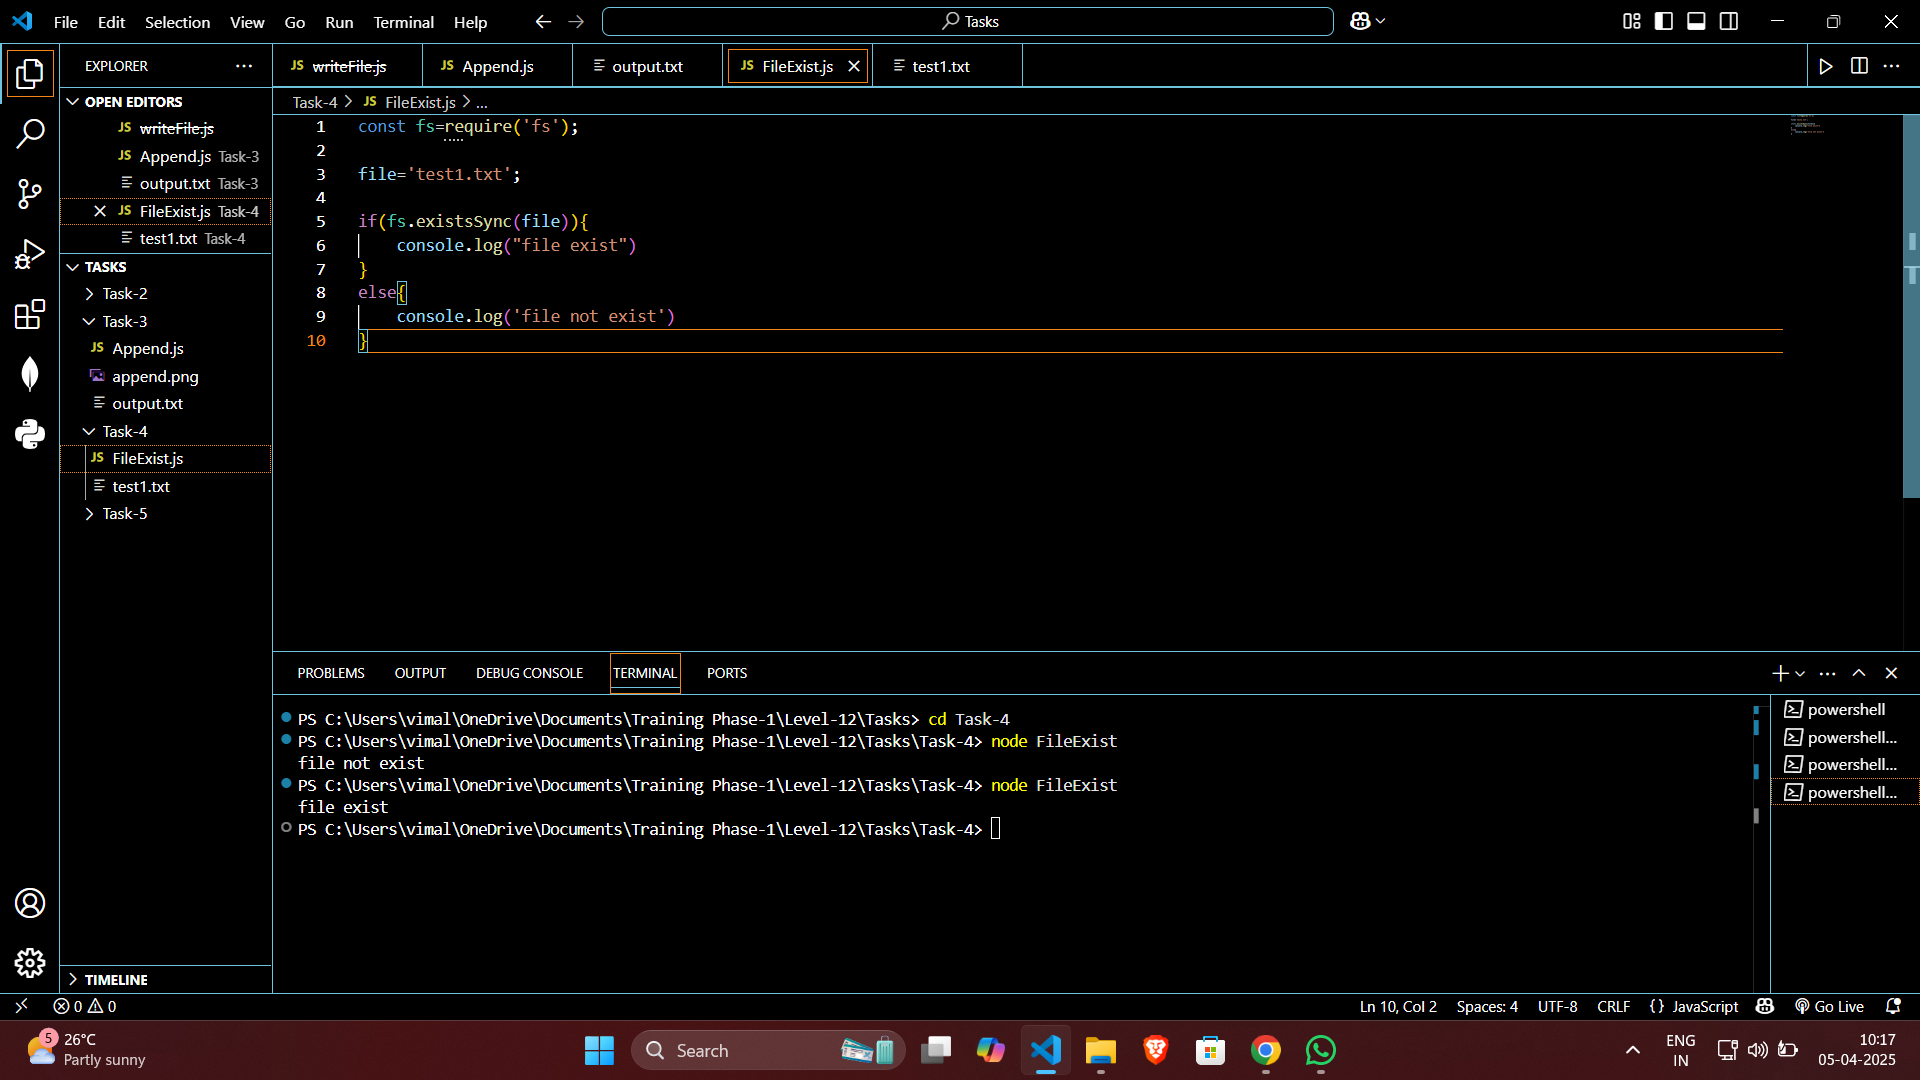 File Edit Selection View Go Run Terminal Help
Tasks
EXPLORER
OPEN EDITORS
JS writeFile.js
JS Append.js Task-3
output.txt Task-3
JS FileExist.js Task-4
test1.txt Task-4
TASKS
Task-2
Task-3
JS Append.js
append.png
output.txt
Task-4
JS FileExist.js
test1.txt
Task-5
TIMELINE
JS writeFile.js
JS Append.js
output.txt
JS FileExist.js
test1.txt
Task-4 > JS FileExist.js > ...
1 const fs=require('fs');
2
3 file='test1.txt';
4
5 if(fs.existsSync(file)){
6 console.log("file exist")
7 }
8 else{
9 console.log('file not exist')
10 }
PROBLEMS OUTPUT DEBUG CONSOLE TERMINAL PORTS
PS C:\Users\vimal\OneDrive\Documents\Training Phase-1\Level-12\Tasks> cd Task-4
PS C:\Users\vimal\OneDrive\Documents\Training Phase-1\Level-12\Tasks\Task-4> node FileExist
file not exist
PS C:\Users\vimal\OneDrive\Documents\Training Phase-1\Level-12\Tasks\Task-4> node FileExist
file exist
PS C:\Users\vimal\OneDrive\Documents\Training Phase-1\Level-12\Tasks\Task-4>
powershell
powershell...
powershell...
powershell...
0 0
Ln 10, Col 2 Spaces: 4 UTF-8 CRLF {} JavaScript Go Live
5
26°C
Partly sunny
Search
ENG
IN
10:17
05-04-2025